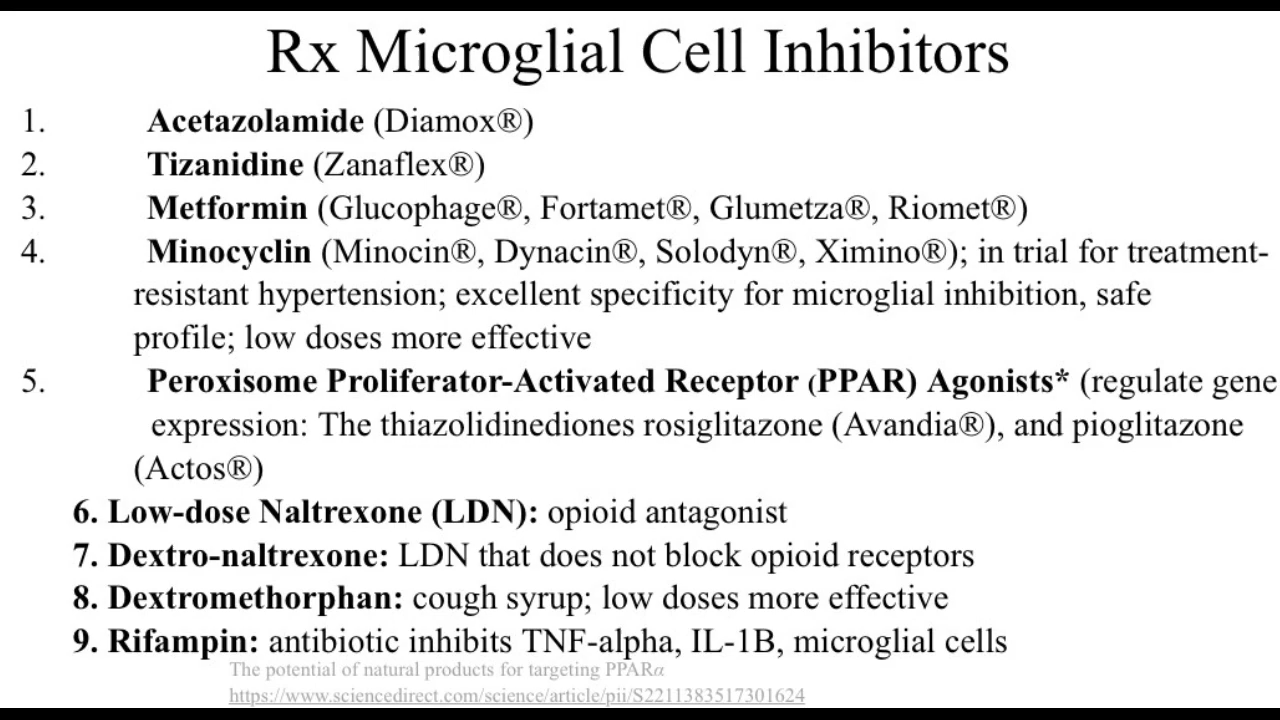 Rx Microglial Cell Inhibitors
1. Acetazolamide (Diamox®)
2. Tizanidine (Zanaflex®)
3. Metformin (Glucophage®, Fortamet®, Glumetza®, Riomet®)
4. Minocyclin (Minocin®, Dynacin®, Solodyn®, Ximino®); in trial for treatment-
resistant hypertension; excellent specificity for microglial inhibition, safe
profile; low doses more effective
5. Peroxisome Proliferator-Activated Receptor (PPAR) Agonists* (regulate gene
expression: The thiazolidinediones rosiglitazone (Avandia®), and pioglitazone
(Actos®)
6. Low-dose Naltrexone (LDN): opioid antagonist
7. Dextro-naltrexone: LDN that does not block opioid receptors
8. Dextromethorphan: cough syrup; low doses more effective
9. Rifampin: antibiotic inhibits TNF-alpha, IL-1B, microglial cells
The potential of natural products for targeting PPARα
https://www.sciencedirect.com/science/article/pii/S2211383517301624